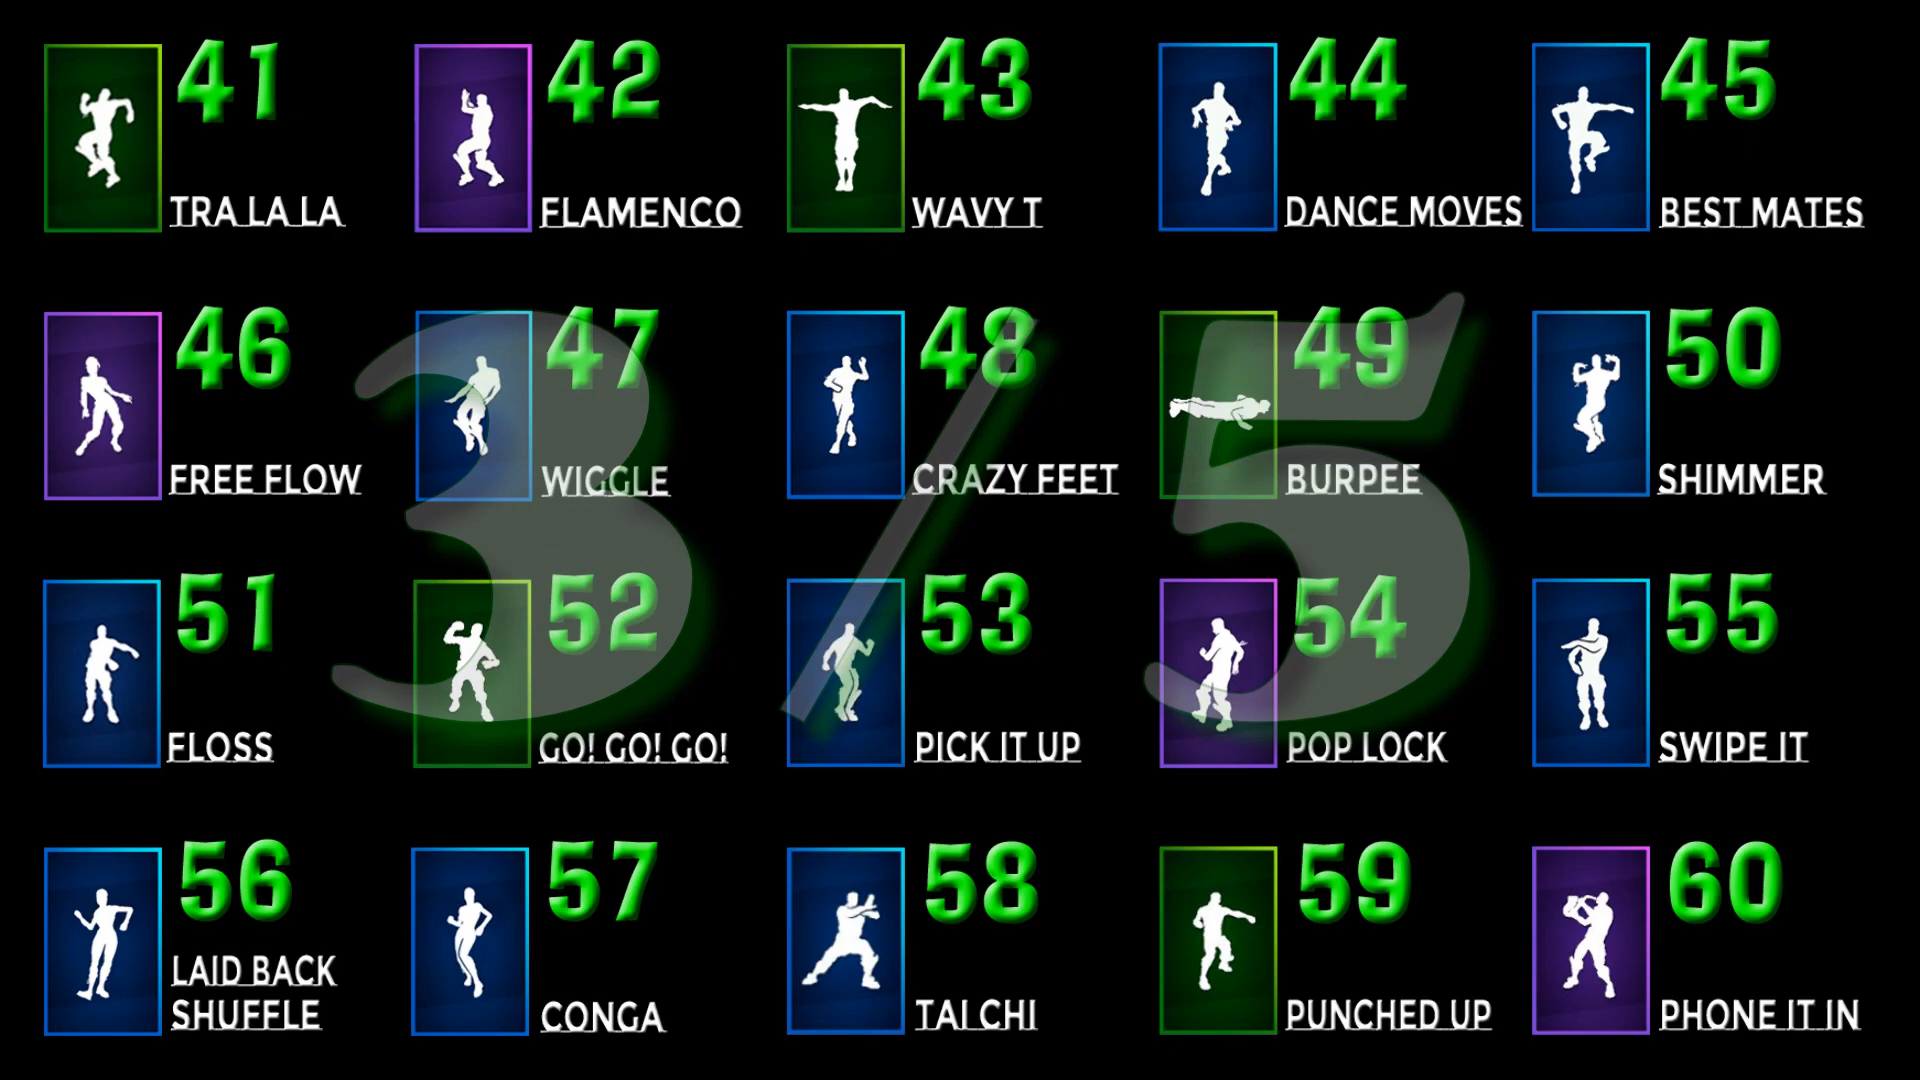 41
TRA LA LA
42
FLAMENCO
43
WAVY T
44
DANCE MOVES
45
BEST MATES
46
FREE FLOW
47
WIGGLE
48
CRAZY FEET
49
BURPEE
50
SHIMMER
3/5
51
FLOSS
52
GO! GO! GO!
53
PICK IT UP
54
POP LOCK
55
SWIPE IT
56
LAID BACK
SHUFFLE
57
CONGA
58
TAI CHI
59
PUNCHED UP
60
PHONE IT IN